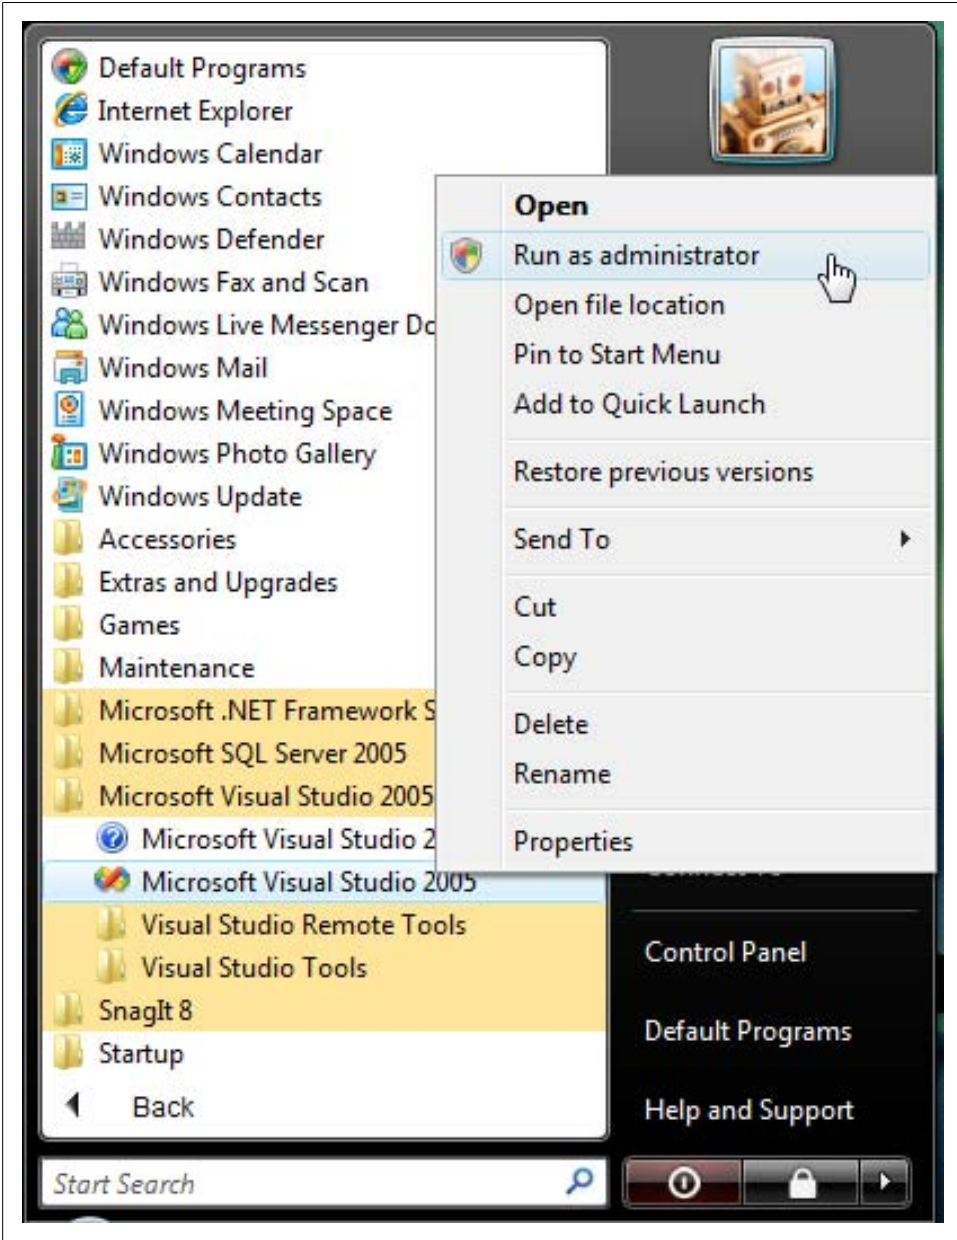 Default Programs
Internet Explorer
Windows Calendar
Windows Contacts
Windows Defender
Windows Fax and Scan
Windows Live Messenger Do
Windows Mail
Windows Meeting Space
Windows Photo Gallery
Windows Update
Accessories
Extras and Upgrades
Games
Maintenance
Microsoft .NET Framework S
Microsoft SQL Server 2005
Microsoft Visual Studio 2005
Microsoft Visual Studio 2
Microsoft Visual Studio 2005
Visual Studio Remote Tools
Visual Studio Tools
SnagIt 8
Startup
Back
Start Search
Open
Run as administrator
Open file location
Pin to Start Menu
Add to Quick Launch
Restore previous versions
Send To
Cut
Copy
Delete
Rename
Properties
Control Panel
Default Programs
Help and Support